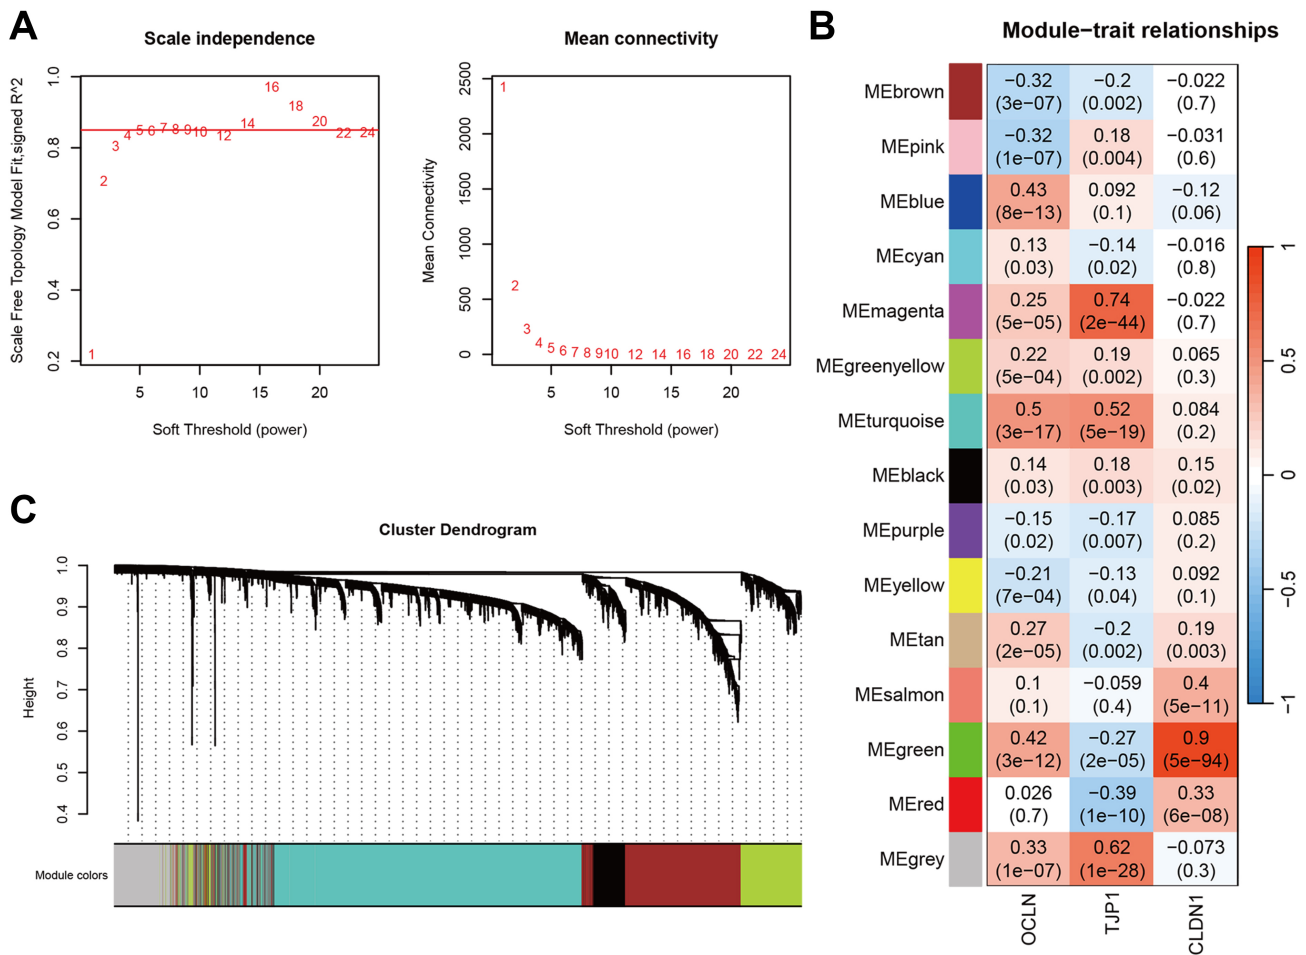 A
Scale independence
Scale Free Topology Model Fit,signed R^2
1.0
0.8
0.6
0.4
0.2
1
2
3
4
5
6
7
8
9
10
12
14
16
18
20
22
24
5
10
15
20
Soft Threshold (power)
Mean connectivity
Mean Connectivity
2500
2000
1500
1000
500
0
1
2
3
4
5
6
7
8
9
10
12
14
16
18
20
22
24
5
10
15
20
Soft Threshold (power)
B
Module−trait relationships
MEbrown
−0.32 −0.2 −0.022
(3e−07) (0.002) (0.7)
MEpink
−0.32 0.18 −0.031
(1e−07) (0.004) (0.6)
MEblue
0.43 0.092 −0.12
(8e−13) (0.1) (0.06)
MEcyan
0.13 −0.14 −0.016
(0.03) (0.02) (0.8)
MEmagenta
0.25 0.74 −0.022
(5e−05) (2e−44) (0.7)
MEgreenyellow
0.22 0.19 0.065
(5e−04) (0.002) (0.3)
MEturquoise
0.5 0.52 0.084
(3e−17) (5e−19) (0.2)
MEblack
0.14 0.18 0.15
(0.03) (0.003) (0.02)
MEpurple
−0.15 −0.17 0.085
(0.02) (0.007) (0.2)
MEyellow
−0.21 −0.13 0.092
(7e−04) (0.04) (0.1)
MEtan
0.27 −0.2 0.19
(2e−05) (0.002) (0.003)
MEsalmon
0.1 −0.059 0.4
(0.1) (0.4) (5e−11)
MEgreen
0.42 −0.27 0.9
(3e−12) (2e−05) (5e−94)
MEred
0.026 −0.39 0.33
(0.7) (1e−10) (6e−08)
MEgrey
0.33 0.62 −0.073
(1e−07) (1e−28) (0.3)
OCLN TJP1 CLDN1
1
0.5
0
−0.5
−1
C
Cluster Dendrogram
Height
1.0
0.9
0.8
0.7
0.6
0.5
0.4
Module colors